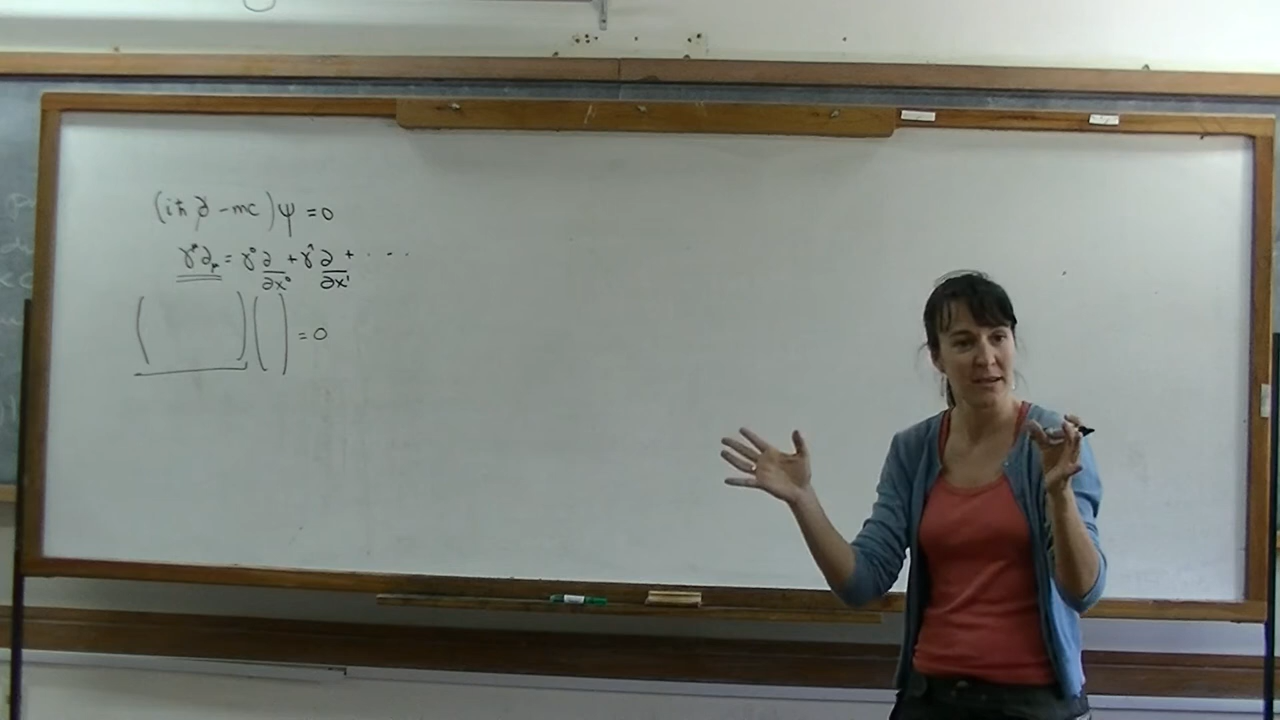 (iħ ∂̸ - mc)ψ = 0
γ^μ ∂_μ = γ^0 ∂/∂x^0 + γ^1 ∂/∂x^1 + ·····
( ) ( ) = 0